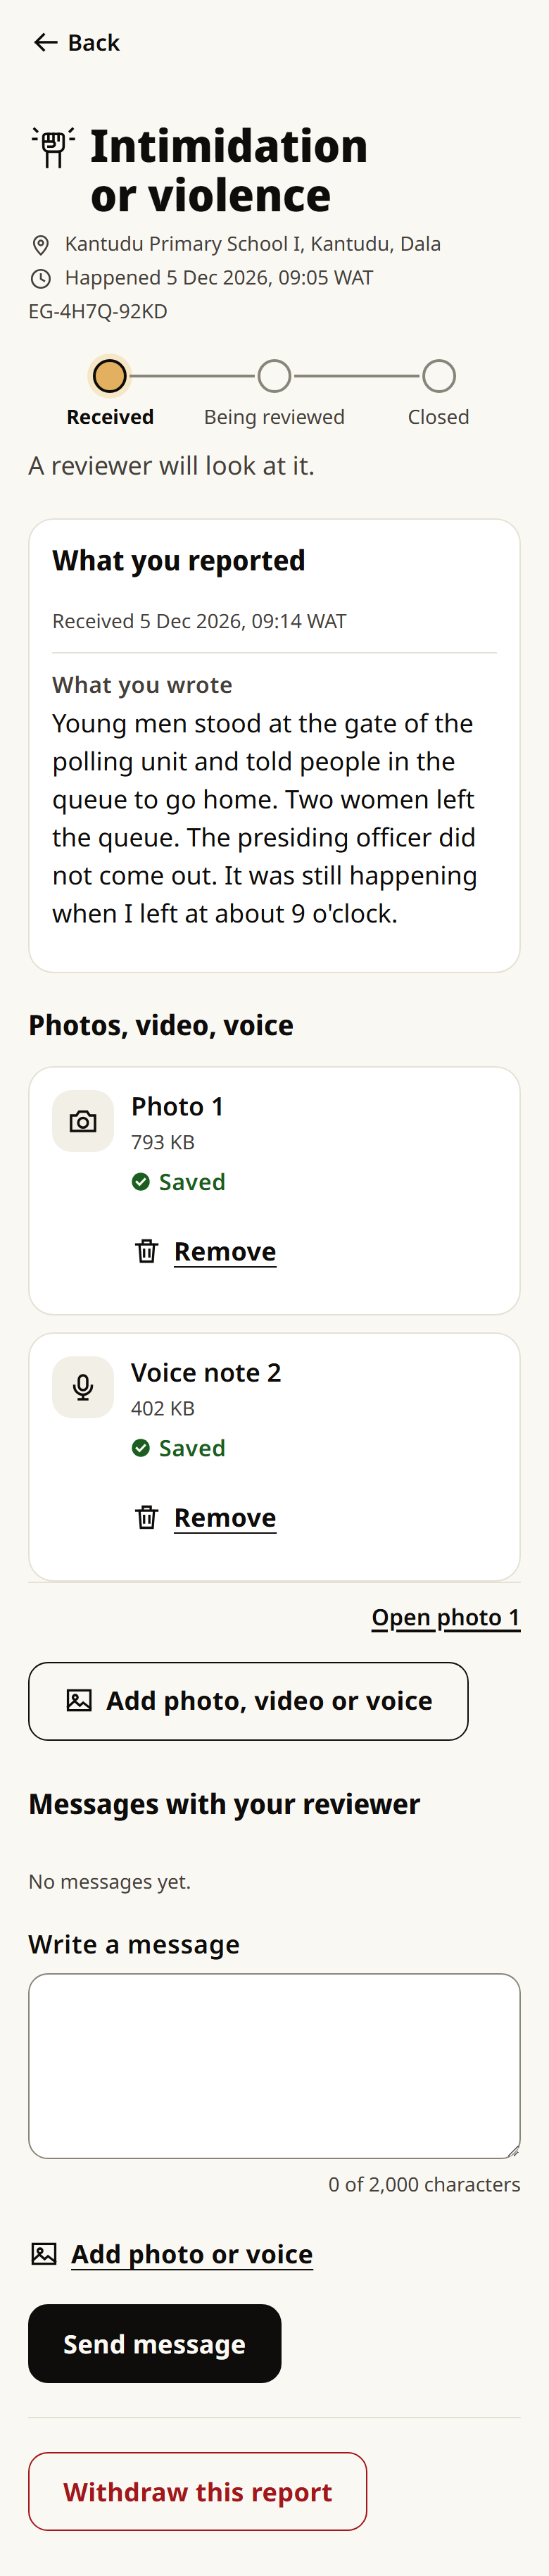 Back
Intimidation
or violence
Kantudu Primary School I, Kantudu, Dala
Happened 5 Dec 2026, 09:05 WAT
EG-4H7Q-92KD
Received
Being reviewed
Closed
A reviewer will look at it.
What you reported
Received 5 Dec 2026, 09:14 WAT
What you wrote
Young men stood at the gate of the
polling unit and told people in the
queue to go home. Two women left
the queue. The presiding officer did
not come out. It was still happening
when I left at about 9 o'clock.
Photos, video, voice
Photo 1
793 KB
Saved
Remove
Voice note 2
402 KB
Saved
Remove
Open photo 1
Add photo, video or voice
Messages with your reviewer
No messages yet.
Write a message
0 of 2,000 characters
Add photo or voice
Send message
Withdraw this report